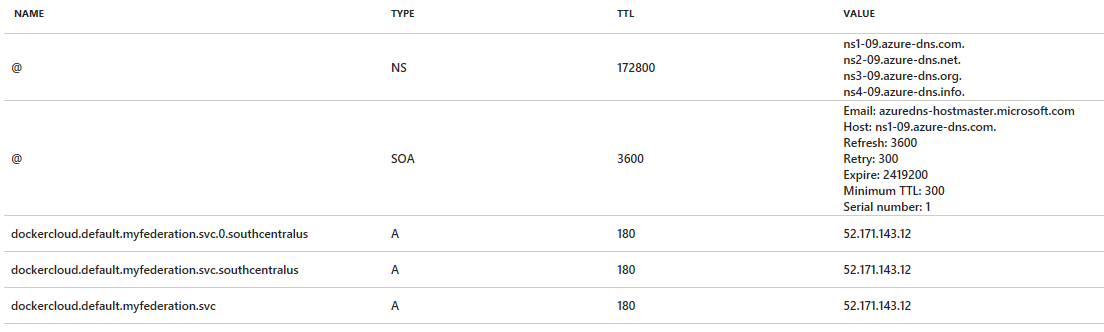 NAME TYPE TTL VALUE
@ NS 172800 ns1-09.azure-dns.com.
ns2-09.azure-dns.net.
ns3-09.azure-dns.org.
ns4-09.azure-dns.info.
@ SOA 3600 Email: azuredns-hostmaster.microsoft.com
Host: ns1-09.azure-dns.com.
Refresh: 3600
Retry: 300
Expire: 2419200
Minimum TTL: 300
Serial number: 1
dockercloud.default.myfederation.svc.0.southcentralus A 180 52.171.143.12
dockercloud.default.myfederation.svc.southcentralus A 180 52.171.143.12
dockercloud.default.myfederation.svc A 180 52.171.143.12